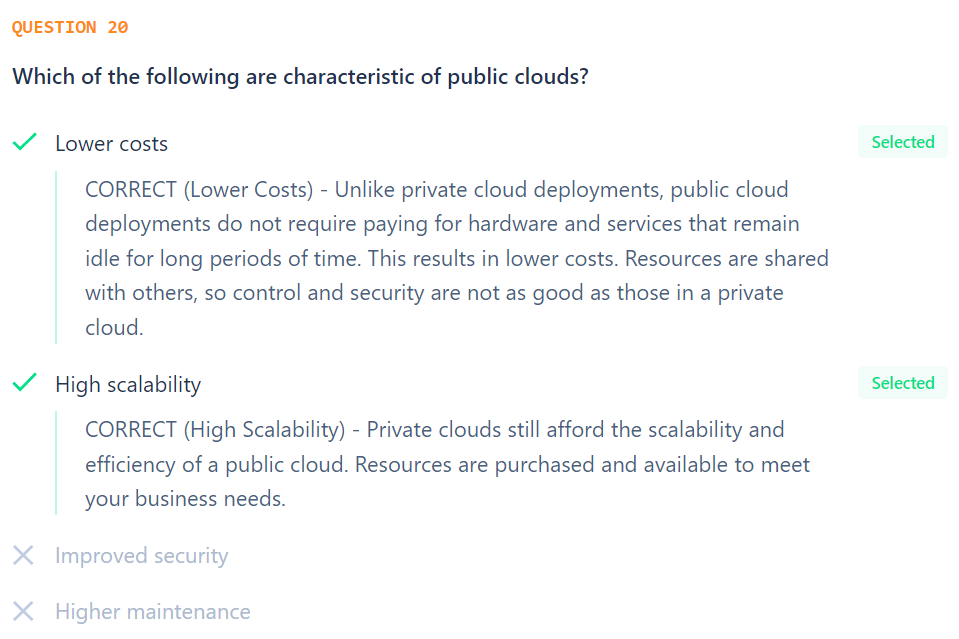 QUESTION 20
Which of the following are characteristic of public clouds?
Lower costs
Selected
CORRECT (Lower Costs) - Unlike private cloud deployments, public cloud
deployments do not require paying for hardware and services that remain
idle for long periods of time. This results in lower costs. Resources are shared
with others, so control and security are not as good as those in a private
cloud.
High scalability
Selected
CORRECT (High Scalability) - Private clouds still afford the scalability and
efficiency of a public cloud. Resources are purchased and available to meet
your business needs.
Improved security
Higher maintenance